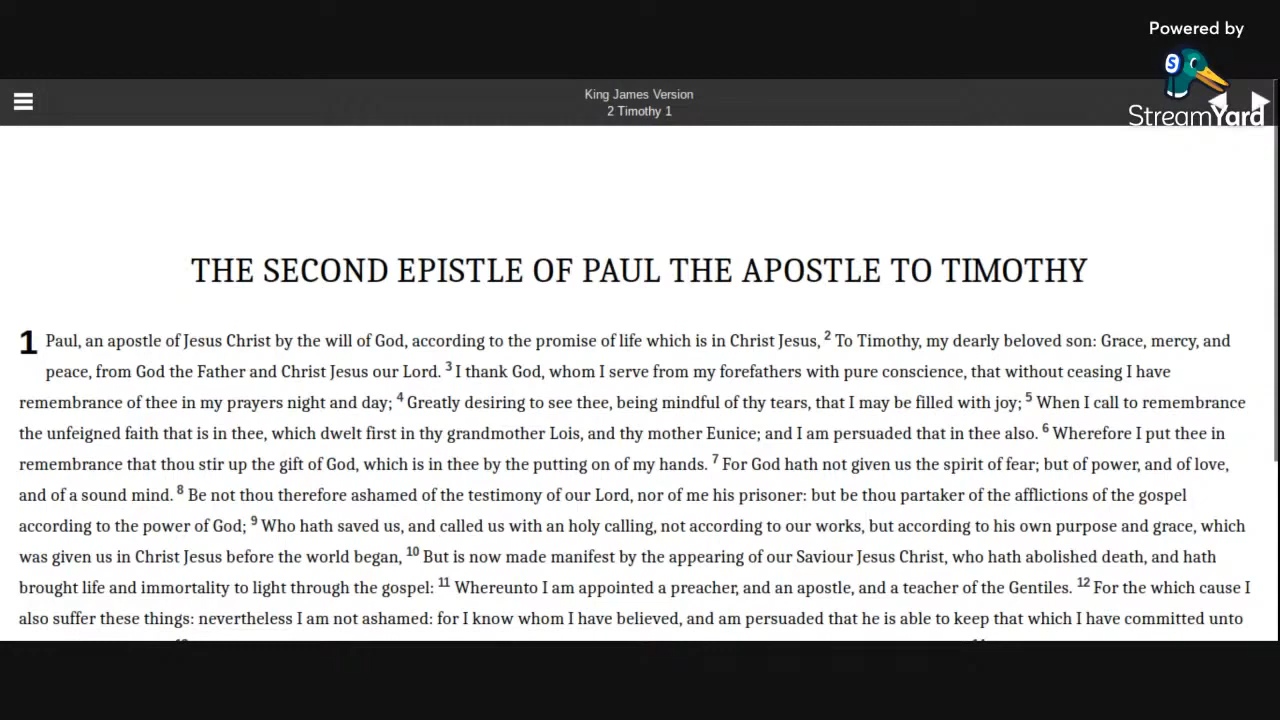 Powered by
StreamYard
King James Version
2 Timothy 1
THE SECOND EPISTLE OF PAUL THE APOSTLE TO TIMOTHY
1 Paul, an apostle of Jesus Christ by the will of God, according to the promise of life which is in Christ Jesus, 2 To Timothy, my dearly beloved son: Grace, mercy, and
peace, from God the Father and Christ Jesus our Lord. 3 I thank God, whom I serve from my forefathers with pure conscience, that without ceasing I have
remembrance of thee in my prayers night and day; 4 Greatly desiring to see thee, being mindful of thy tears, that I may be filled with joy; 5 When I call to remembrance
the unfeigned faith that is in thee, which dwelt first in thy grandmother Lois, and thy mother Eunice; and I am persuaded that in thee also. 6 Wherefore I put thee in
remembrance that thou stir up the gift of God, which is in thee by the putting on of my hands. 7 For God hath not given us the spirit of fear; but of power, and of love,
and of a sound mind. 8 Be not thou therefore ashamed of the testimony of our Lord, nor of me his prisoner: but be thou partaker of the afflictions of the gospel
according to the power of God; 9 Who hath saved us, and called us with an holy calling, not according to our works, but according to his own purpose and grace, which
was given us in Christ Jesus before the world began, 10 But is now made manifest by the appearing of our Saviour Jesus Christ, who hath abolished death, and hath
brought life and immortality to light through the gospel: 11 Whereunto I am appointed a preacher, and an apostle, and a teacher of the Gentiles. 12 For the which cause I
also suffer these things: nevertheless I am not ashamed: for I know whom I have believed, and am persuaded that he is able to keep that which I have committed unto